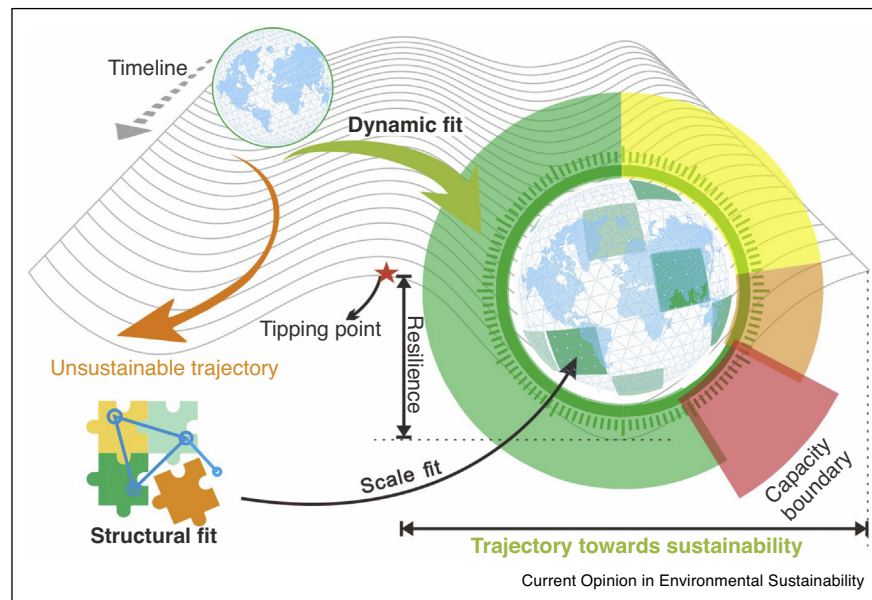 Timeline
Dynamic fit
Tipping point
Unsustainable trajectory
Resilience
Scale fit
Structural fit
Capacity
boundary
Trajectory towards sustainability
Current Opinion in Environmental Sustainability